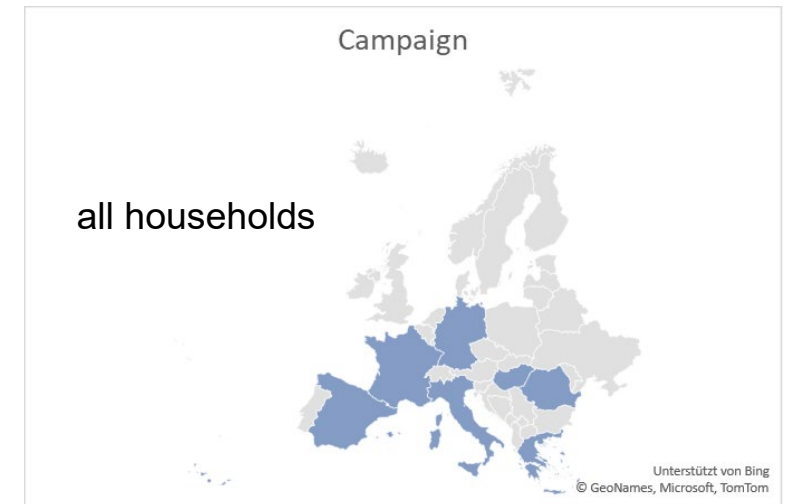 Campaign
all households
Unterstützt von Bing
© GeoNames, Microsoft, TomTom